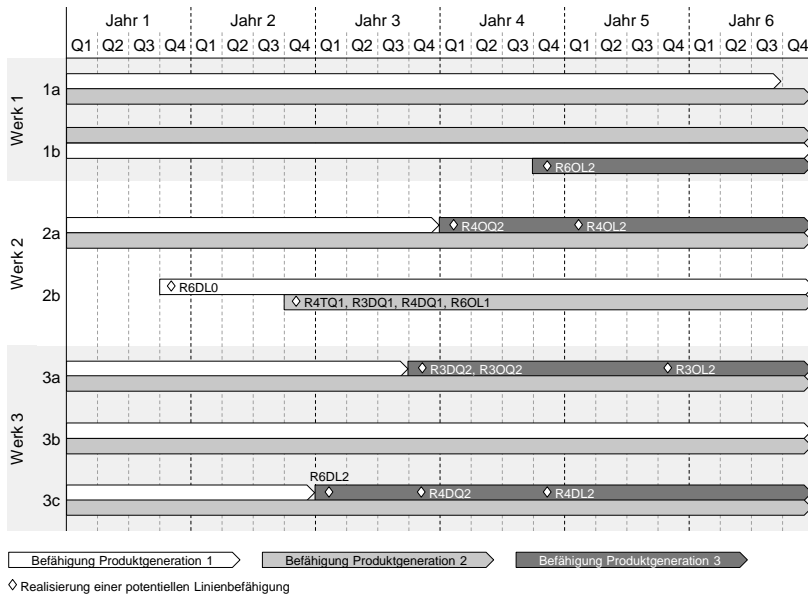 Jahr 1 Jahr 2 Jahr 3 Jahr 4 Jahr 5 Jahr 6
Q1 Q2 Q3 Q4 Q1 Q2 Q3 Q4 Q1 Q2 Q3 Q4 Q1 Q2 Q3 Q4 Q1 Q2 Q3 Q4 Q1 Q2 Q3 Q4
Werk 1
1a
1b
R6OL2
Werk 2
2a
R4OQ2 R4OL2
2b
R6DL0
R4TQ1, R3DQ1, R4DQ1, R6OL1
Werk 3
3a
R3DQ2, R3OQ2 R3OL2
3b
R6DL2
3c
R4DQ2 R4DL2
Befähigung Produktgeneration 1 Befähigung Produktgeneration 2 Befähigung Produktgeneration 3
Realisierung einer potentiellen Linienbefähigung